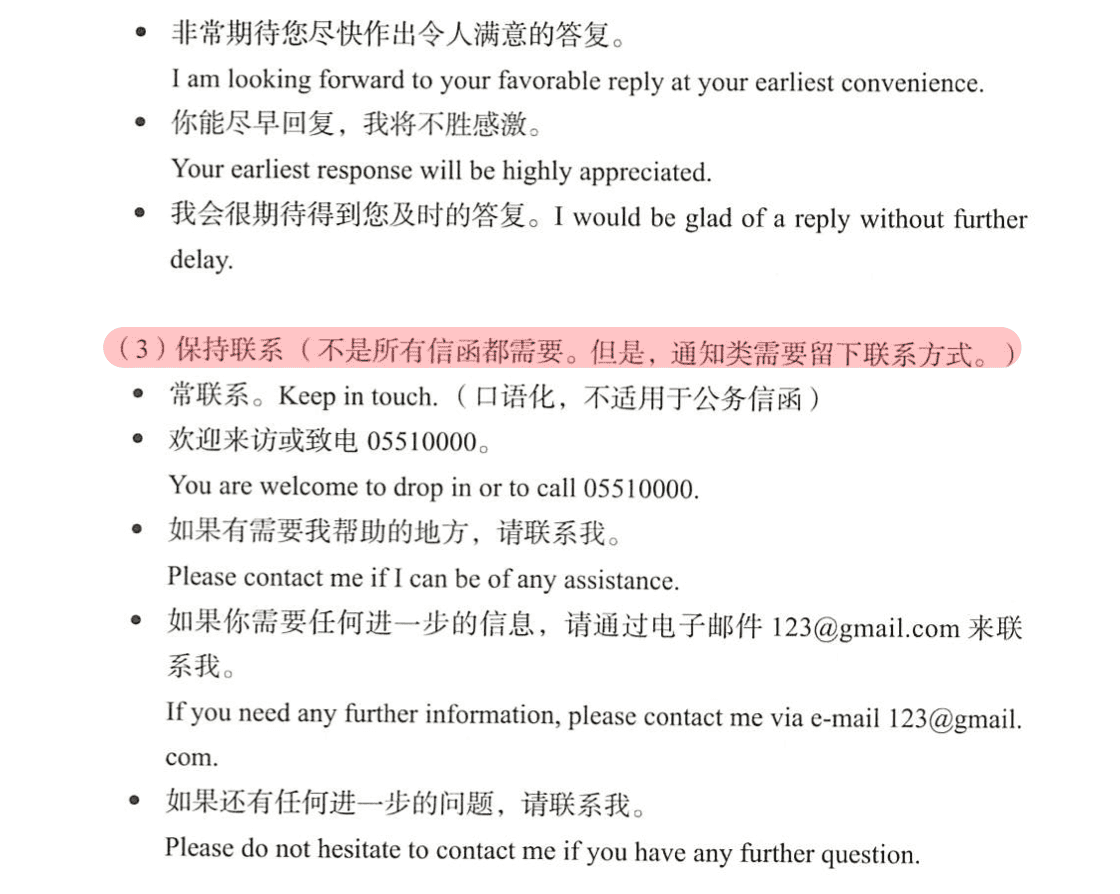 • 非常期待您尽快作出令人满意的答复。
I am looking forward to your favorable reply at your earliest convenience.
• 你能尽早回复，我将不胜感激。
Your earliest response will be highly appreciated.
• 我会很期待得到您及时的答复。I would be glad of a reply without further
delay.
（3）保持联系（不是所有信函都需要。但是，通知类需要留下联系方式。）
• 常联系。Keep in touch.（口语化，不适用于公务信函）
• 欢迎来访或致电 05510000。
You are welcome to drop in or to call 05510000.
• 如果有需要我帮助的地方，请联系我。
Please contact me if I can be of any assistance.
• 如果你需要任何进一步的信息，请通过电子邮件 123@gmail.com 来联
系我。
If you need any further information, please contact me via e-mail 123@gmail.
com.
• 如果还有任何进一步的问题，请联系我。
Please do not hesitate to contact me if you have any further question.